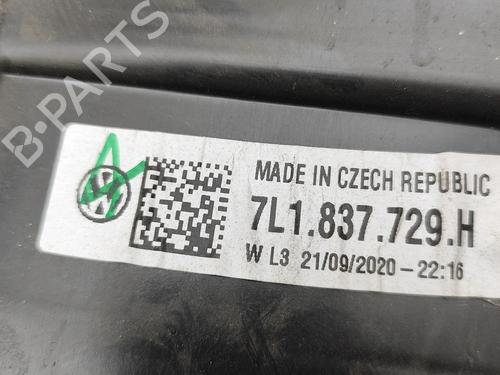 B-PARTS
MADE IN CZECH REPUBLIC
7L1.837.729.H
W L3 21/09/2020-22:16